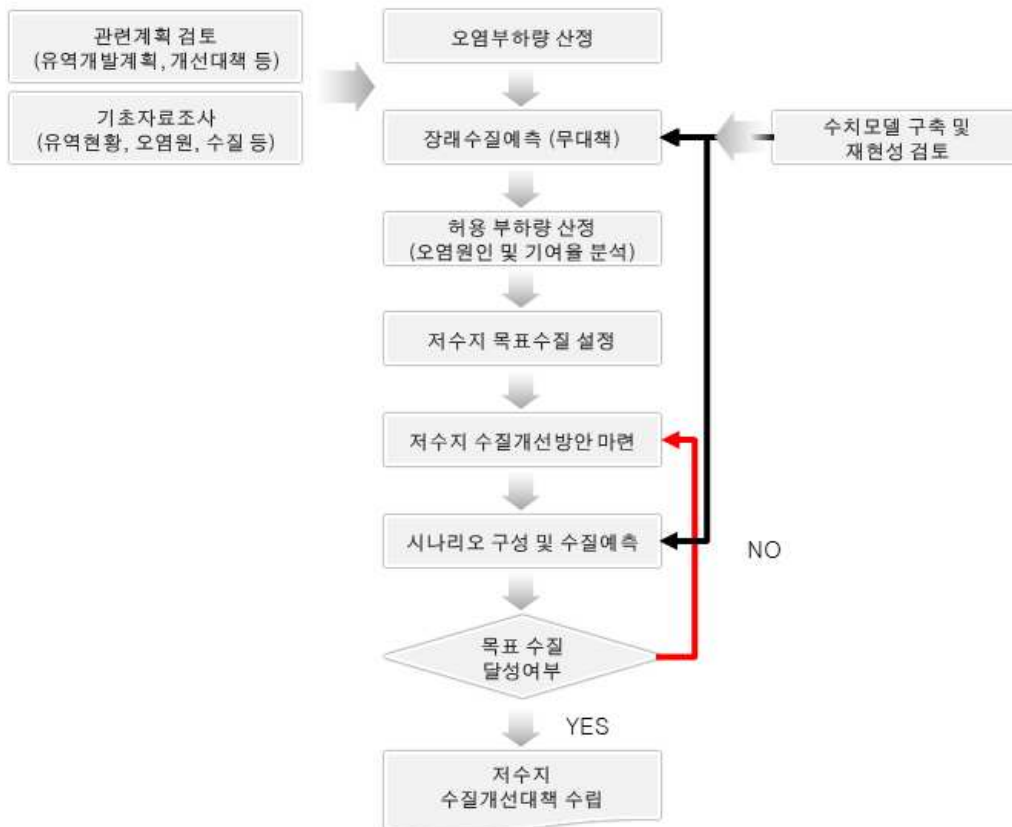 관련계획 검토
(유역개발계획, 개선대책 등)
기초자료조사
(유역현황, 오염원, 수질 등)
오염부하량 산정
장래수질예측 (무대책)
수치모델 구축 및
재현성 검토
허용 부하량 산정
(오염원인 및 기여율 분석)
저수지 목표수질 설정
저수지 수질개선방안 마련
시나리오 구성 및 수질예측
NO
목표 수질
달성여부
YES
저수지
수질개선대책 수립